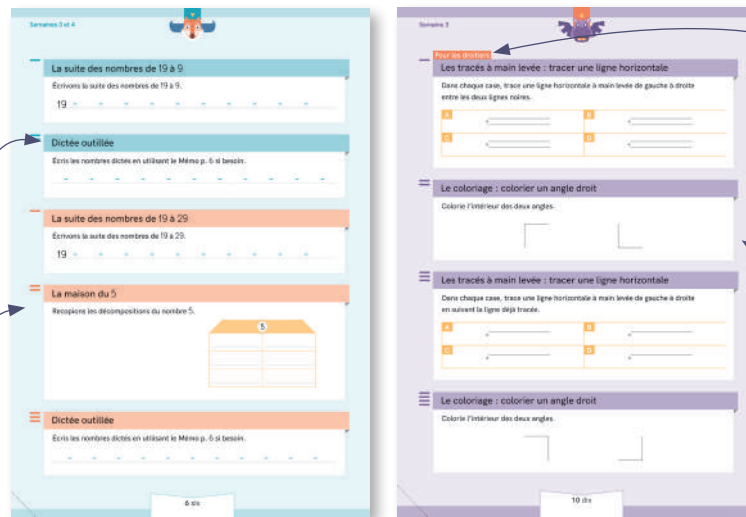 Semaines 3 et 4
La suite des nombres de 19 à 9
Écrivons la suite des nombres de 19 à 9.
19 - - - - - - - - - -
Dictée outillée
Écris les nombres dictés en utilisant le Mémo p. 6 si besoin.
- - - - - - - - - -
La suite des nombres de 19 à 29
Écrivons la suite des nombres de 19 à 29.
19 - - - - - - - - - -
La maison du 5
Recopions les décompositions du nombre 5.
5
Dictée outillée
Écris les nombres dictés en utilisant le Mémo p. 6 si besoin.
- - - - - - - - - -
6 six
Semaine 3
Pour les droitiers
Les tracés à main levée : tracer une ligne horizontale
Dans chaque case, trace une ligne horizontale à main levée de gauche à droite
entre les deux lignes noires.
A B
C D
Le coloriage : colorier un angle droit
Colorie l'intérieur des deux angles.
Les tracés à main levée : tracer une ligne horizontale
Dans chaque case, trace une ligne horizontale à main levée de gauche à droite
en suivant la ligne déjà tracée.
A B
C D
Le coloriage : colorier un angle droit
Colorie l'intérieur des deux angles.
10 dix